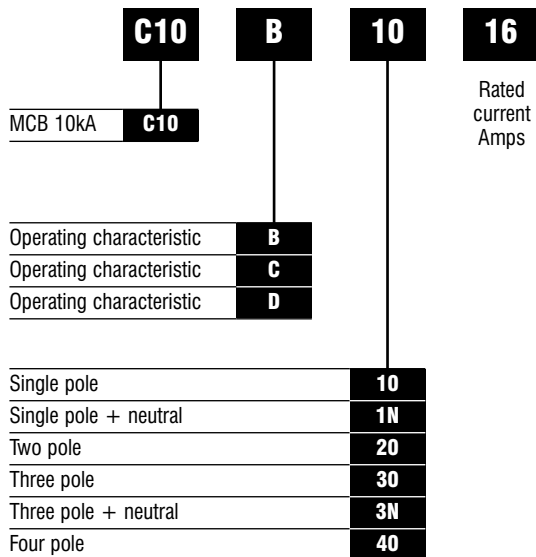 C10 B 10 16
Rated
current
Amps
MCB 10kA C10
Operating characteristic B
Operating characteristic C
Operating characteristic D
Single pole 10
Single pole + neutral 1N
Two pole 20
Three pole 30
Three pole + neutral 3N
Four pole 40